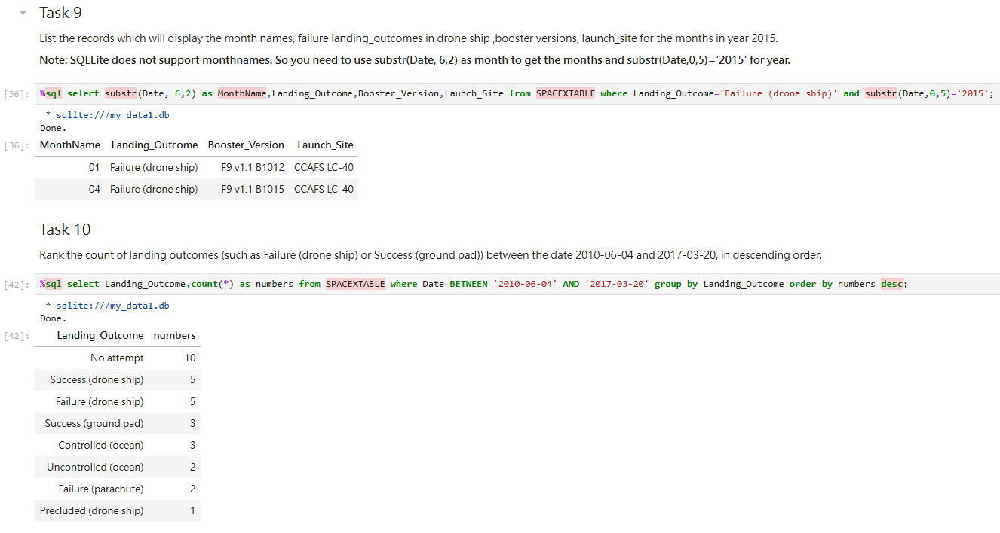 Task 9
List the records which will display the month names, failure landing_outcomes in drone ship ,booster versions, launch_site for the months in year 2015.
Note: SQLLite does not support monthnames. So you need to use substr(Date, 6,2) as month to get the months and substr(Date,0,5)='2015' for year.
[36]: %sql select substr(Date, 6,2) as MonthName,Landing_Outcome,Booster_Version,Launch_Site from SPACEXTABLE where Landing_Outcome='Failure (drone ship)' and substr(Date,0,5)='2015';
* sqlite:///my_data1.db
Done.
[36]: MonthName Landing_Outcome Booster_Version Launch_Site
01 Failure (drone ship) F9 v1.1 B1012 CCAFS LC-40
04 Failure (drone ship) F9 v1.1 B1015 CCAFS LC-40
Task 10
Rank the count of landing outcomes (such as Failure (drone ship) or Success (ground pad)) between the date 2010-06-04 and 2017-03-20, in descending order.
[42]: %sql select Landing_Outcome,count(*) as numbers from SPACEXTABLE where Date BETWEEN '2010-06-04' AND '2017-03-20' group by Landing_Outcome order by numbers desc;
* sqlite:///my_data1.db
Done.
[42]: Landing_Outcome numbers
No attempt 10
Success (drone ship) 5
Failure (drone ship) 5
Success (ground pad) 3
Controlled (ocean) 3
Uncontrolled (ocean) 2
Failure (parachute) 2
Precluded (drone ship) 1